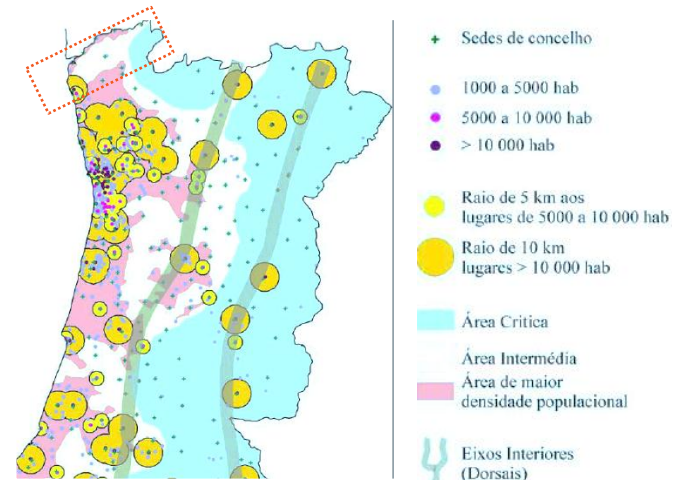 Sedes de concelho
1000 a 5000 hab
5000 a 10 000 hab
> 10 000 hab
Raio de 5 km aos
lugares de 5000 a 10 000 hab
Raio de 10 km
lugares > 10 000 hab
Área Critica
Área Intermédia
Área de maior
densidade populacional
Eixos Interiores
(Dorsais)